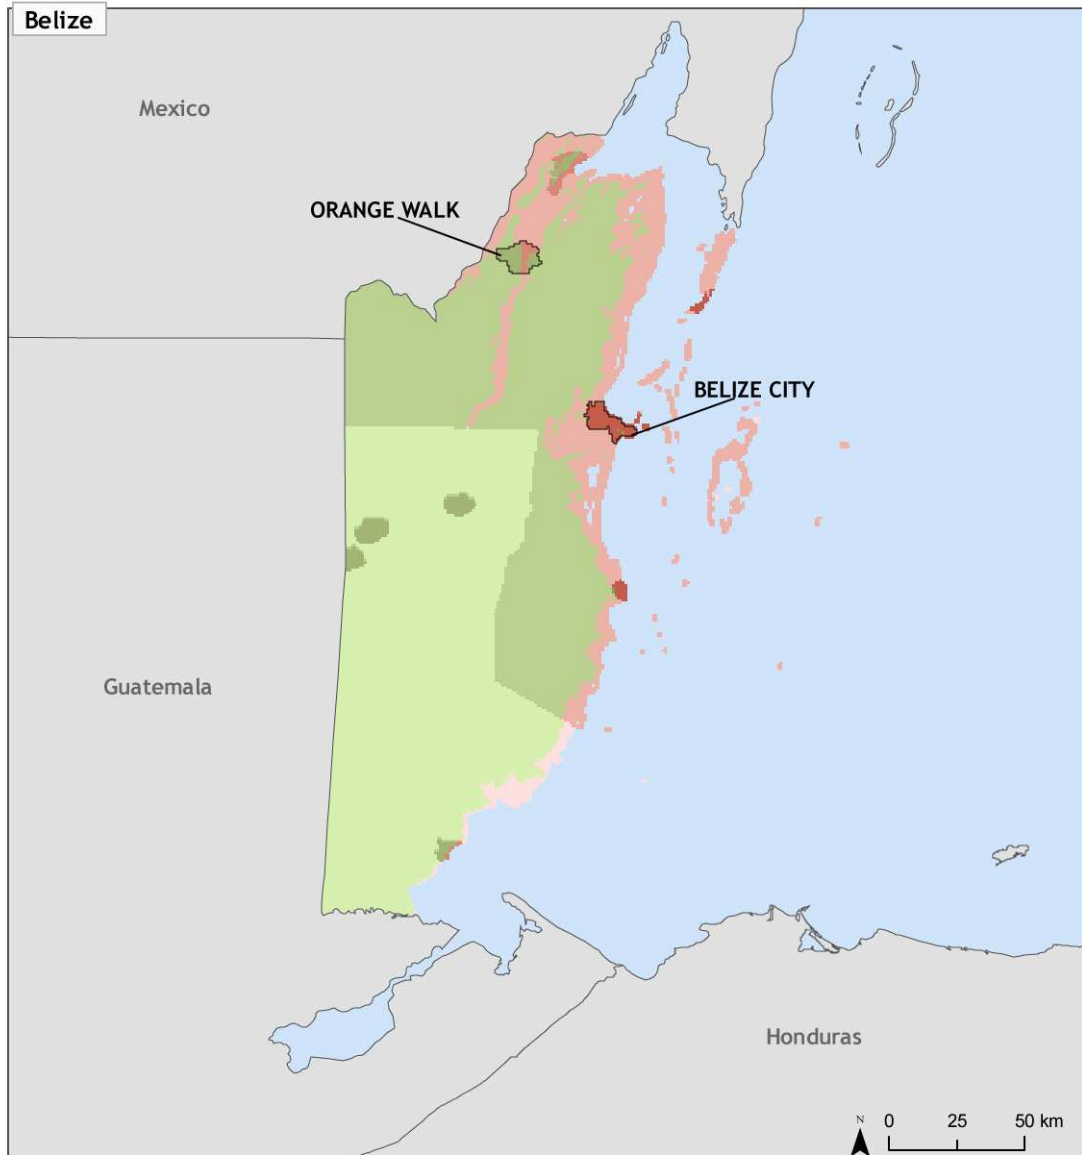 Belize
Mexico
ORANGE WALK
BELIZE CITY
Guatemala
Honduras
N
0 25 50 km